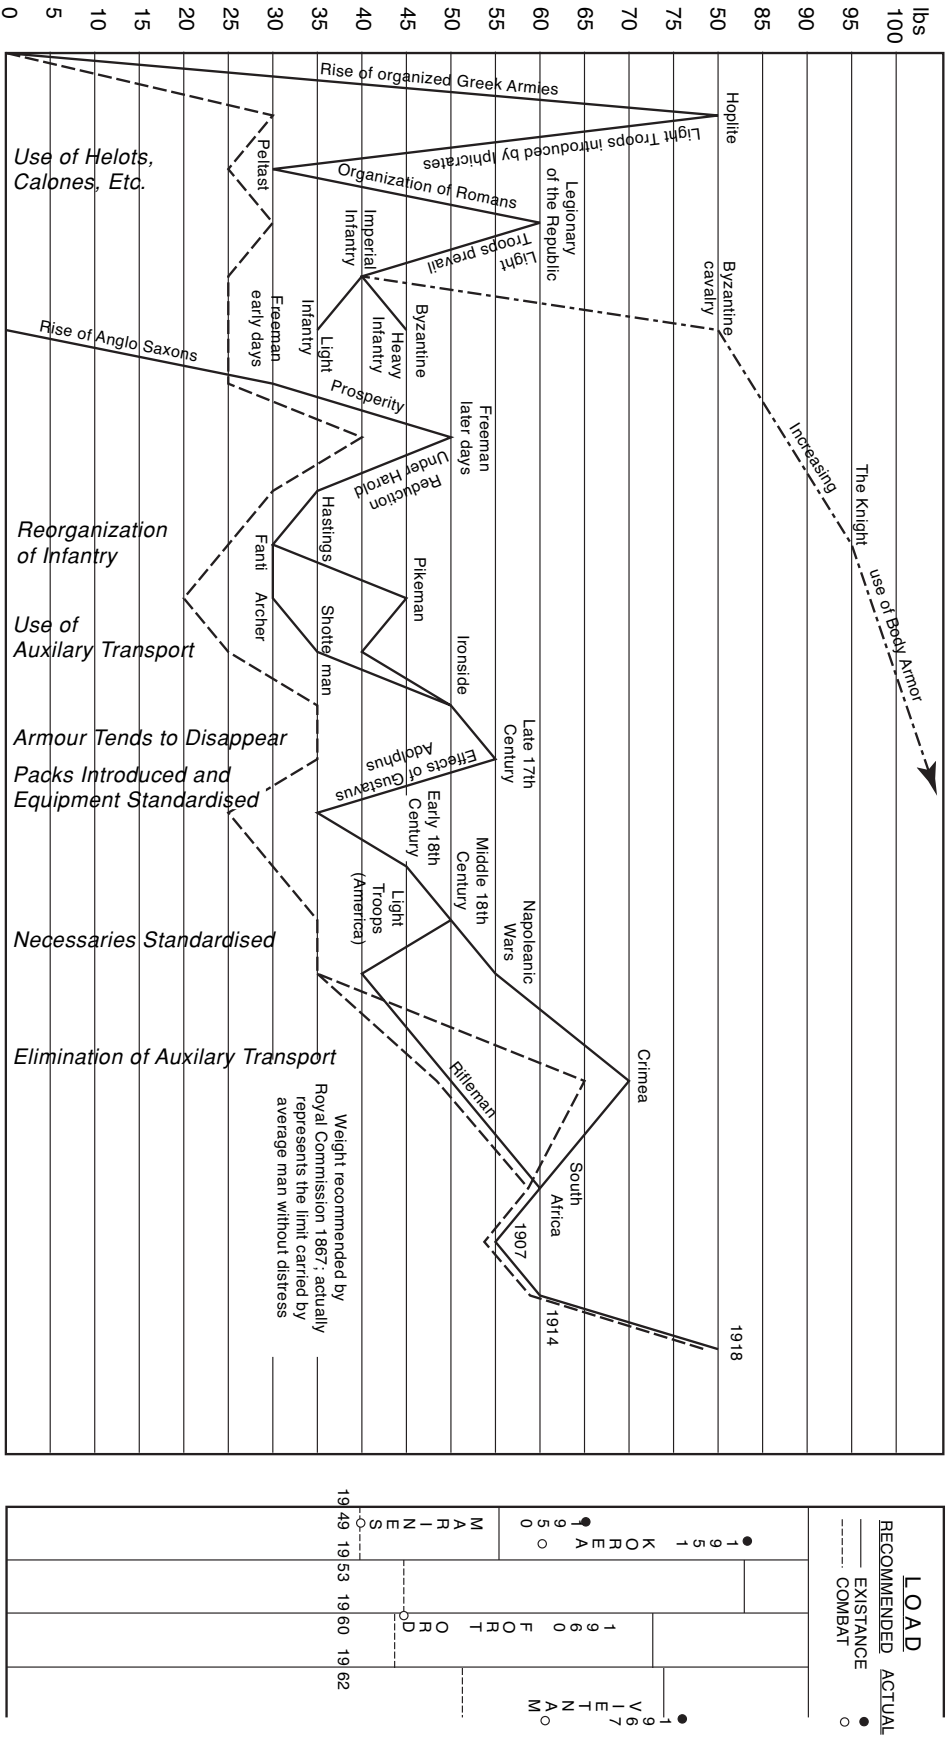 lbs
100
95
90
85
50
70
65
60
55
50
45
40
35
30
25
20
15
10
5
0
Rise of organized Greek Armies
Hoplite
Light Troops introduced by Iphicrates
Peltast
Use of Helots,
Calones, Etc.
Organization of Romans
Legionary
of the Republic
Light
Troops prevail
Imperial
Infantry
Byzantine
cavalry
Byzantine
Heavy
Infantry
Light
Infantry
Freeman
early days
Rise of Anglo Saxons
Prosperity
Freeman
later days
Reduction
Under Harold
Increasing
The Knight
use of Body Armor
Hastings
Reorganization
of Infantry
Fanti
Archer
Pikeman
Use of
Auxilary Transport
Shotte man
Ironside
Armour Tends to Disappear
Late 17th
Century
Effects of Gustavus
Adolphus
Packs Introduced and
Equipment Standardised
Early 18th
Century
Middle 18th
Century
Light
Troops
(America)
Napoleanic
Wars
Necessaries Standardised
Elimination of Auxilary Transport
Crimea
Rifleman
South
Africa
1907
1914
1918
Weight recommended by
Royal Commission 1867; actually
represents the limit carried by
average man without distress
LOAD
RECOMMENDED ACTUAL
EXISTANCE
COMBAT
1951 KOREA
1950
MARINES
1960 FORT ORD
1967
VIETNAM
1949 1953 1960 1962